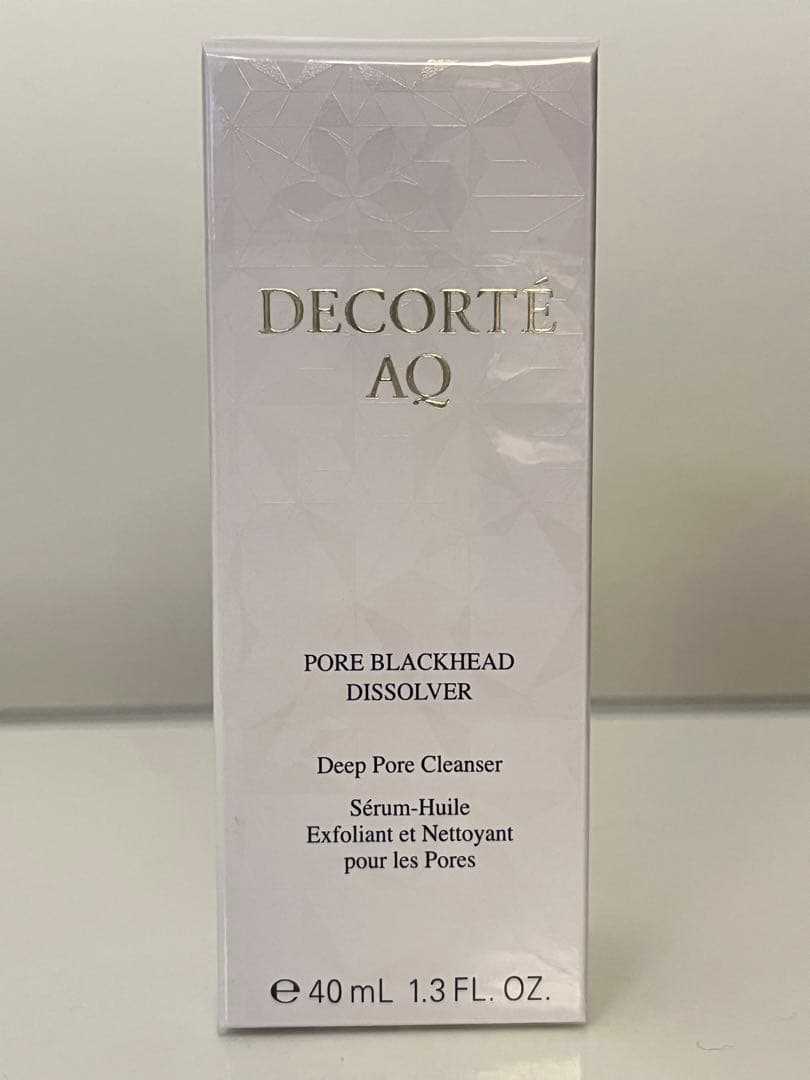 DECORTÉ
AQ
PORE BLACKHEAD
DISSOLVER
Deep Pore Cleanser
Sérum-Huile
Exfoliant et Nettoyant
pour les Pores
℮ 40 mL 1.3 FL. OZ.